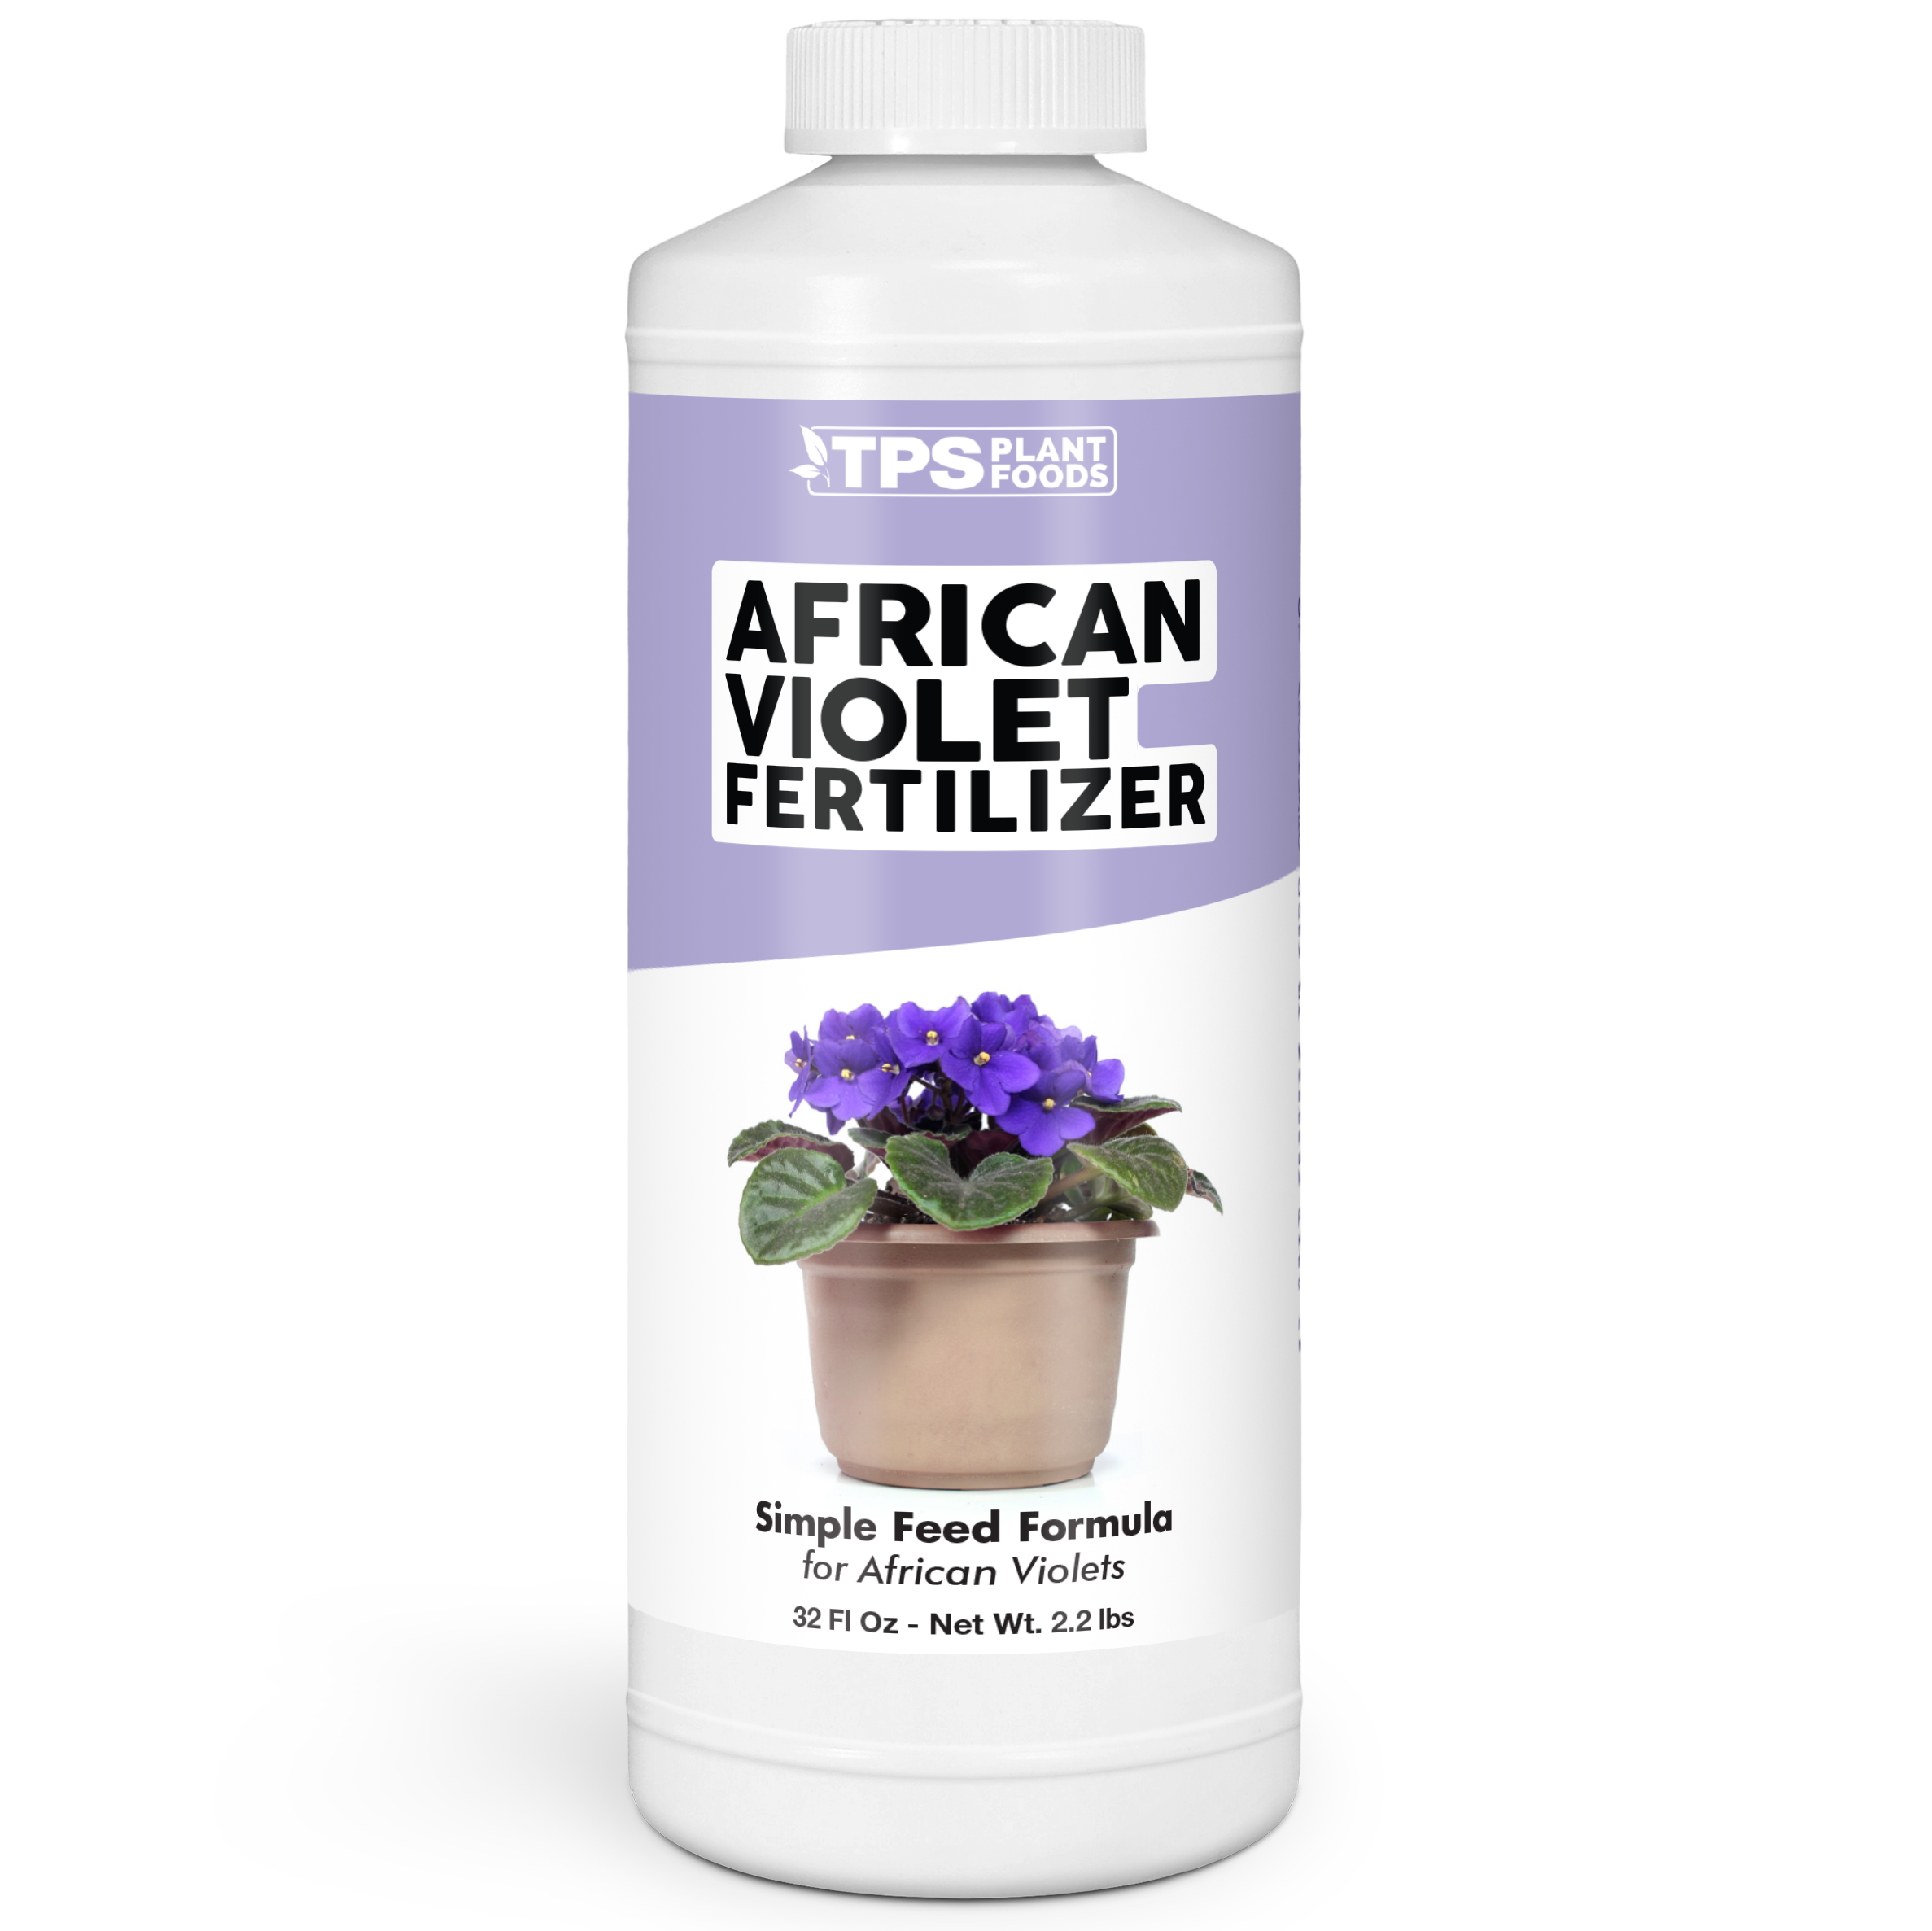 TPS PLANT FOODS
AFRICAN
VIOLET
FERTILIZER
Simple Feed Formula
for African Violets
32 Fl Oz - Net Wt. 2.2 lbs